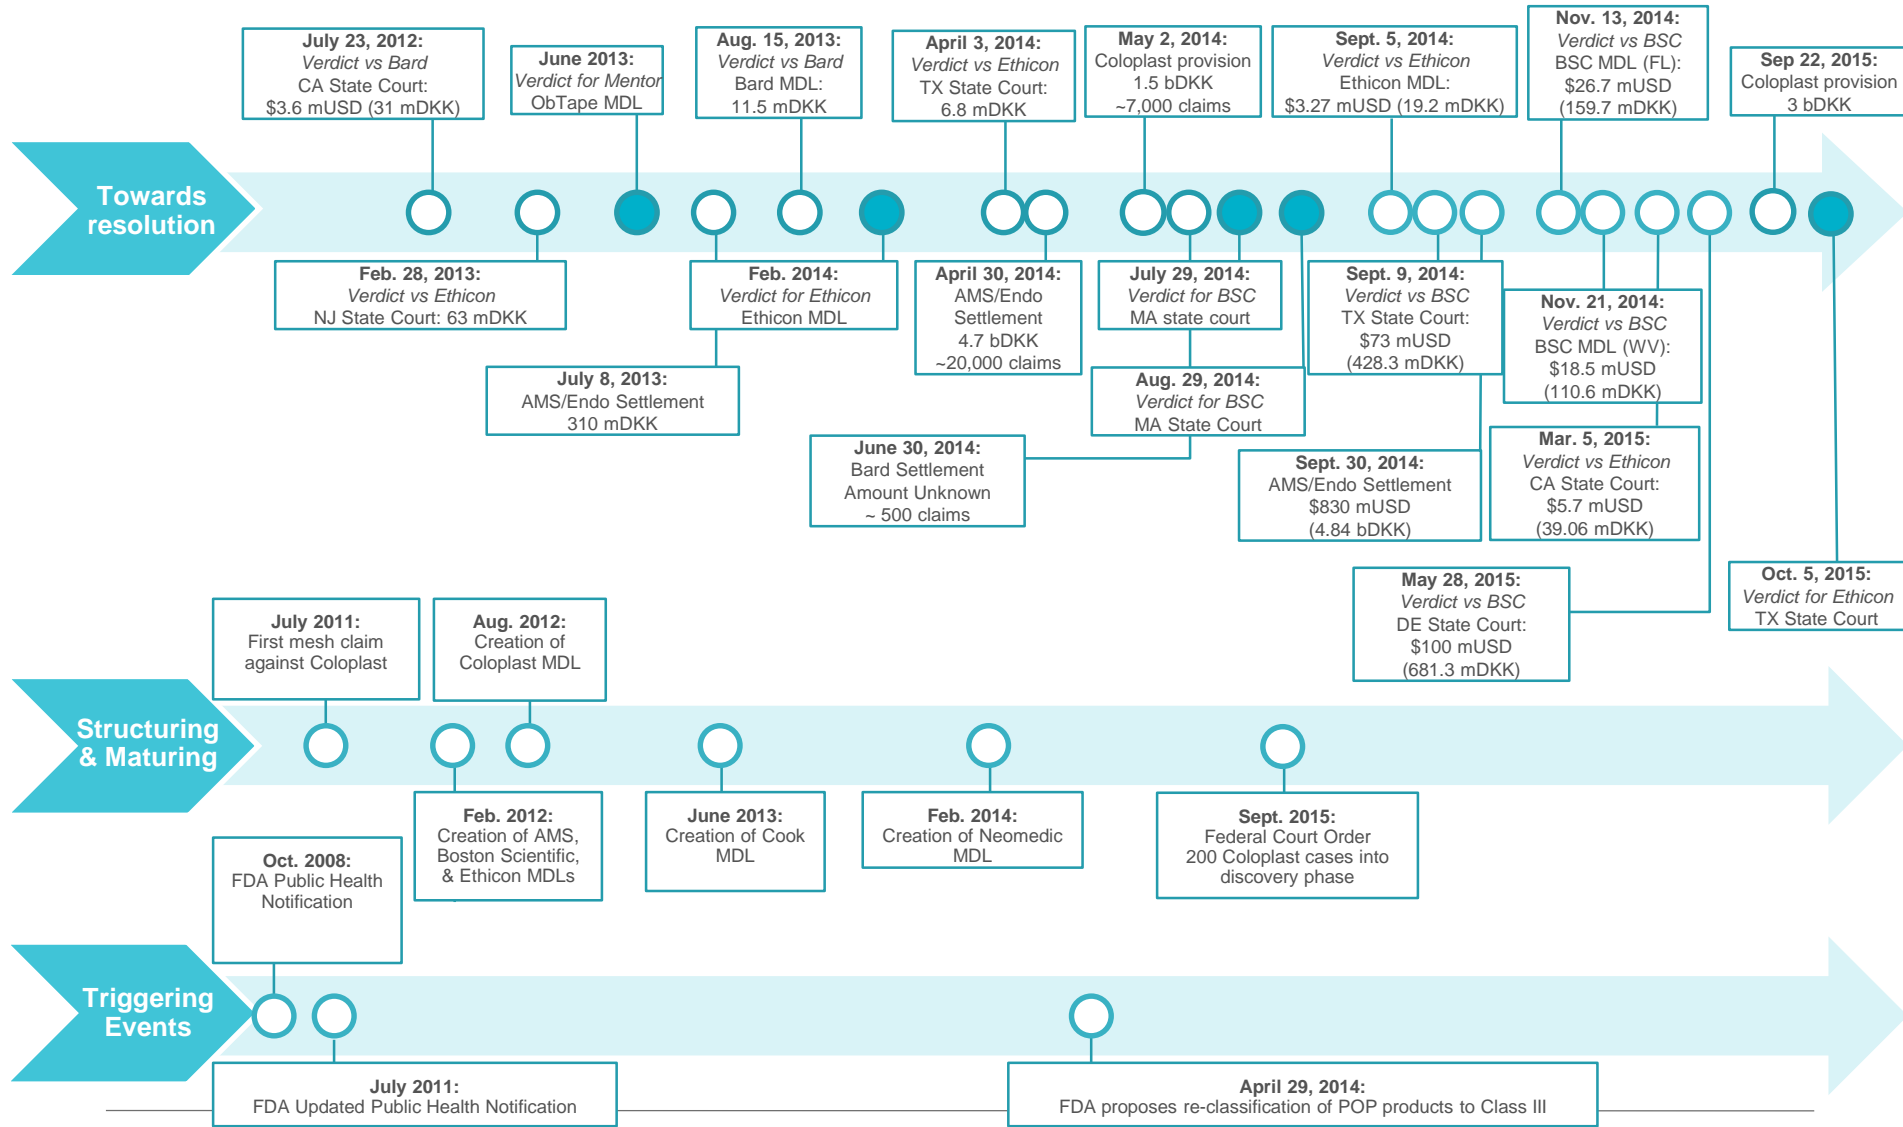 Towards
resolution
July 23, 2012:
Verdict vs Bard
CA State Court:
$3.6 mUSD (31 mDKK)
June 2013:
Verdict for Mentor
ObTape MDL
Aug. 15, 2013:
Verdict vs Bard
Bard MDL:
11.5 mDKK
April 3, 2014:
Verdict vs Ethicon
TX State Court:
6.8 mDKK
May 2, 2014:
Coloplast provision
1.5 bDKK
~7,000 claims
Sept. 5, 2014:
Verdict vs Ethicon
Ethicon MDL:
$3.27 mUSD (19.2 mDKK)
Nov. 13, 2014:
Verdict vs BSC
BSC MDL (FL):
$26.7 mUSD
(159.7 mDKK)
Sep 22, 2015:
Coloplast provision
3 bDKK
Feb. 28, 2013:
Verdict vs Ethicon
NJ State Court: 63 mDKK
July 8, 2013:
AMS/Endo Settlement
310 mDKK
Feb. 2014:
Verdict for Ethicon
Ethicon MDL
April 30, 2014:
AMS/Endo
Settlement
4.7 bDKK
~20,000 claims
June 30, 2014:
Bard Settlement
Amount Unknown
~ 500 claims
July 29, 2014:
Verdict for BSC
MA state court
Aug. 29, 2014:
Verdict for BSC
MA State Court
Sept. 9, 2014:
Verdict vs BSC
TX State Court:
$73 mUSD
(428.3 mDKK)
Sept. 30, 2014:
AMS/Endo Settlement
$830 mUSD
(4.84 bDKK)
Nov. 21, 2014:
Verdict vs BSC
BSC MDL (WV):
$18.5 mUSD
(110.6 mDKK)
Mar. 5, 2015:
Verdict vs Ethicon
CA State Court:
$5.7 mUSD
(39.06 mDKK)
May 28, 2015:
Verdict vs BSC
DE State Court:
$100 mUSD
(681.3 mDKK)
Oct. 5, 2015:
Verdict for Ethicon
TX State Court
Structuring
& Maturing
July 2011:
First mesh claim
against Coloplast
Aug. 2012:
Creation of
Coloplast MDL
Feb. 2012:
Creation of AMS,
Boston Scientific,
& Ethicon MDLs
June 2013:
Creation of Cook
MDL
Feb. 2014:
Creation of Neomedic
MDL
Sept. 2015:
Federal Court Order
200 Coloplast cases into
discovery phase
Triggering
Events
Oct. 2008:
FDA Public Health
Notification
July 2011:
FDA Updated Public Health Notification
April 29, 2014:
FDA proposes re-classification of POP products to Class III